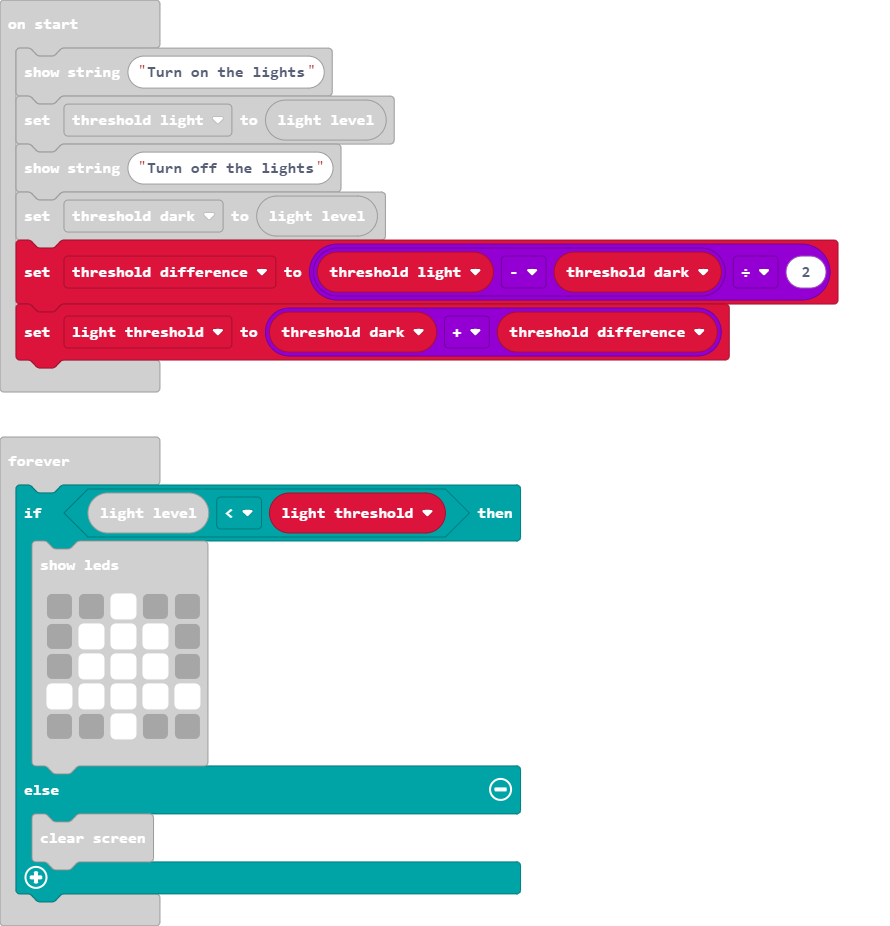 on start
show string "Turn on the lights"
set threshold light to light level
show string "Turn off the lights"
set threshold dark to light level
set threshold difference to threshold light - threshold dark ÷ 2
set light threshold to threshold dark + threshold difference
forever
if light level < light threshold then
show leds
else
clear screen